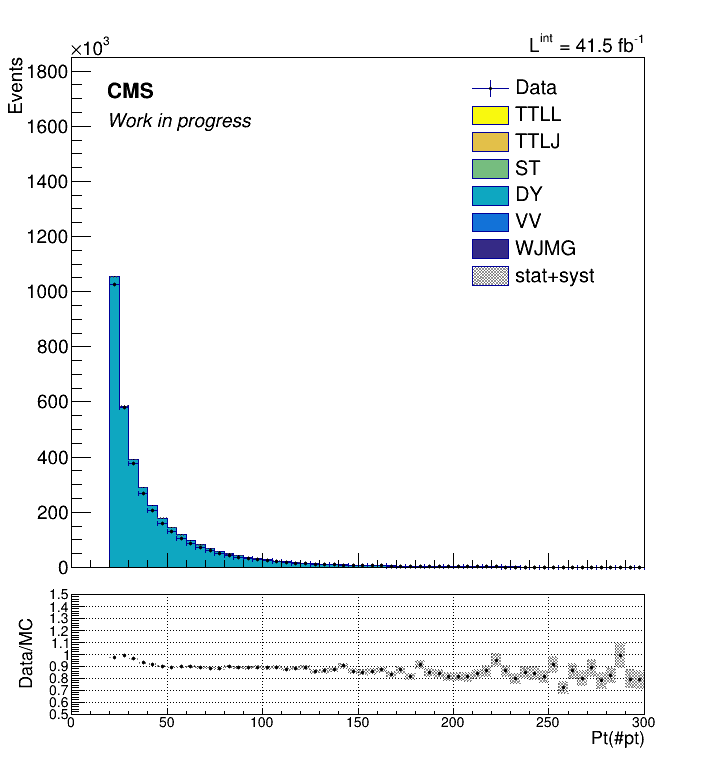 ×10³
L^int = 41.5 fb⁻¹
Events
1800
1600
1400
1200
1000
800
600
400
200
0
CMS
Work in progress
Data
TTLL
TTLJ
ST
DY
VV
WJMG
stat+syst
Data/MC
1.5
1.4
1.3
1.2
1.1
1
0.9
0.8
0.7
0.6
0.5
0 50 100 150 200 250 300
Pt(#pt)